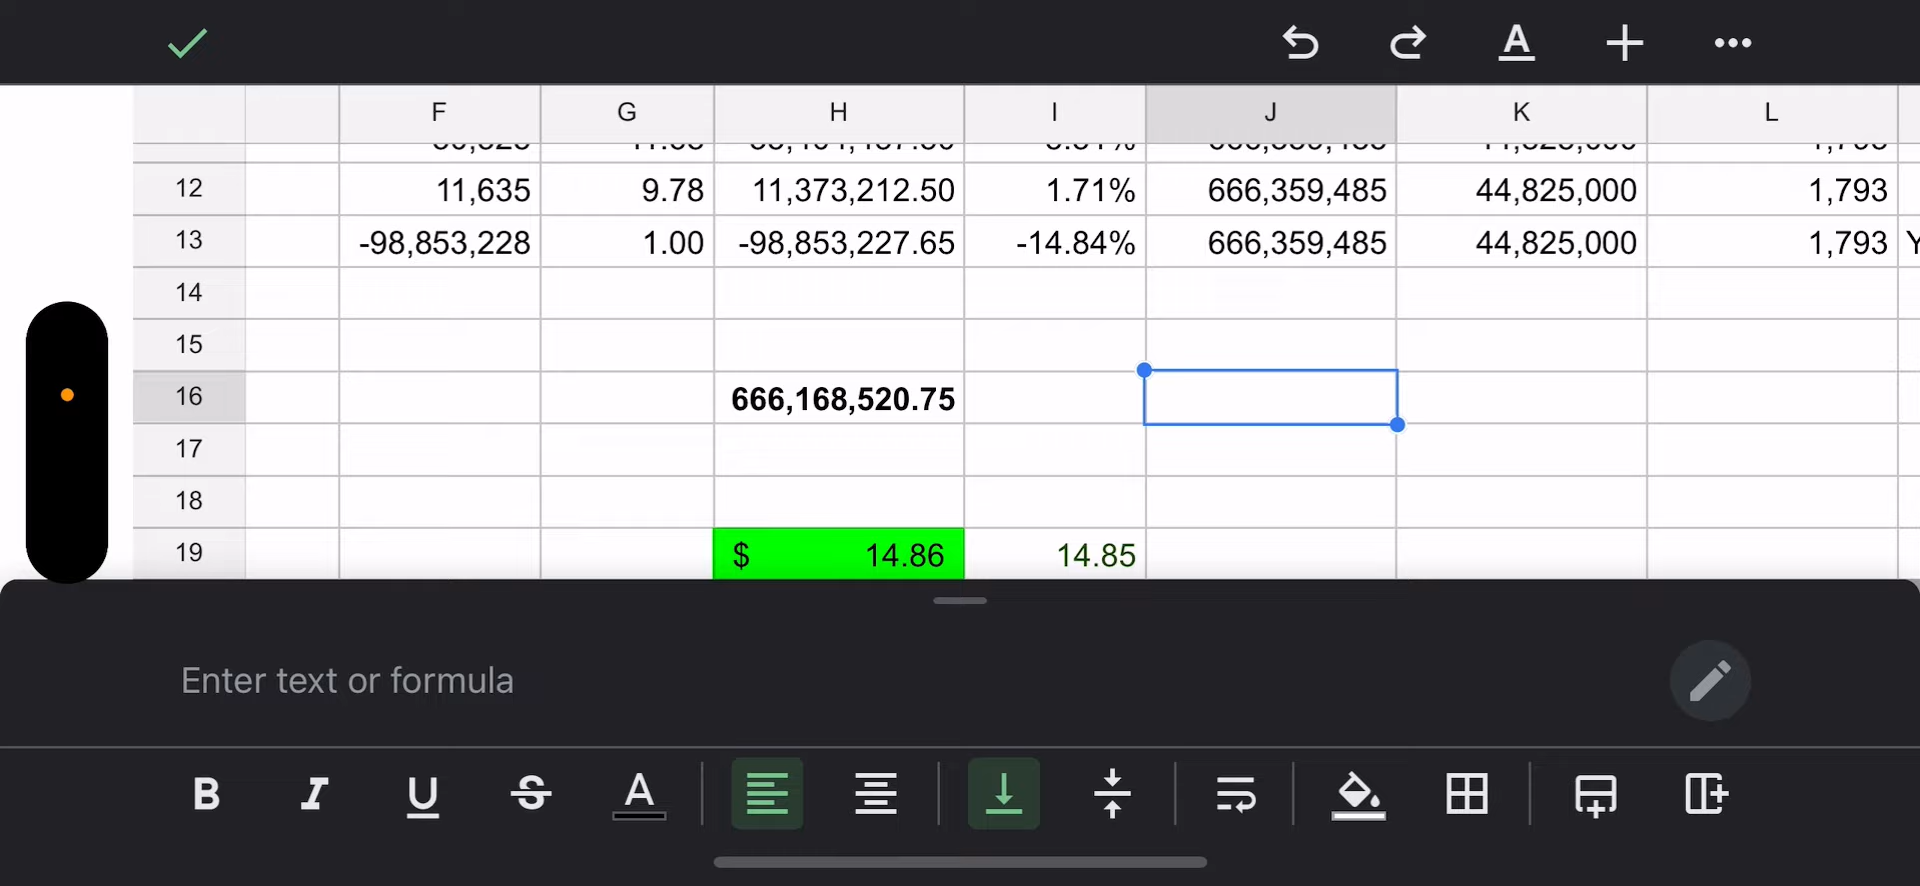 F G H I J K L
12 11,635 9.78 11,373,212.50 1.71% 666,359,485 44,825,000 1,793
13 -98,853,228 1.00 -98,853,227.65 -14.84% 666,359,485 44,825,000 1,793 Y
14
15
16 666,168,520.75
17
18
19 $ 14.86 14.85
Enter text or formula
B I U S A